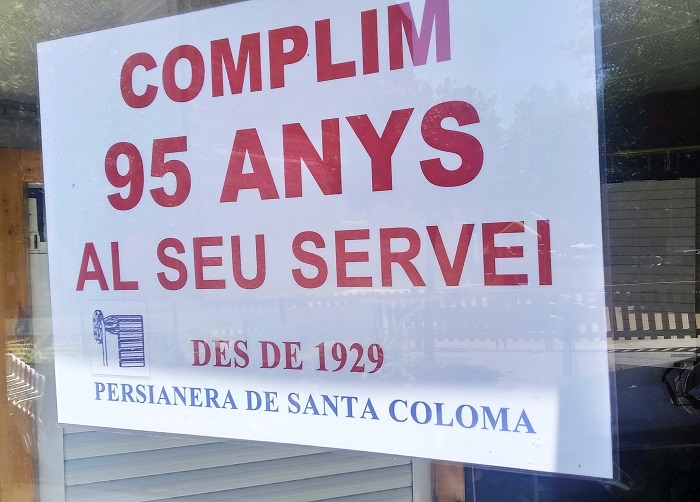 COMPLIM
95 ANYS
AL SEU SERVEI
DES DE 1929
PERSIANERA DE SANTA COLOMA